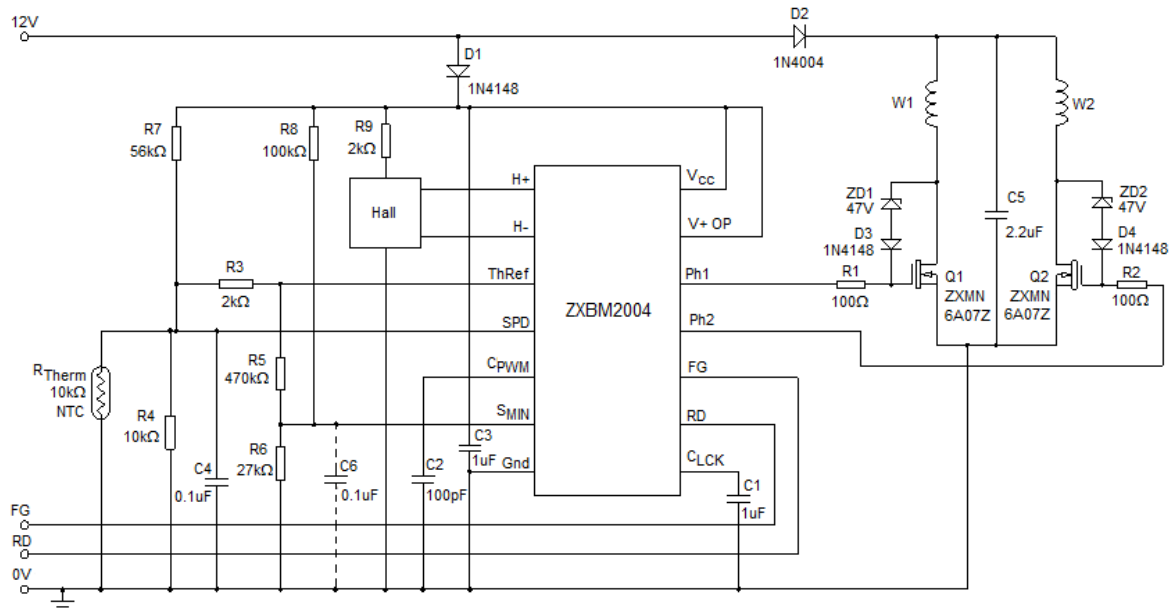 12V
D2
1N4004
D1
1N4148
W1
W2
R7
56kΩ
R8
100kΩ
R9
2kΩ
Hall
H+
H-
ThRef
SPD
CPWM
SMIN
Gnd
ZXBM2004
VCC
V+ OP
Ph1
Ph2
FG
RD
CLCK
ZD1
47V
D3
1N4148
C5
2.2uF
ZD2
47V
D4
1N4148
R1
100Ω
Q1
ZXMN
6A07Z
Q2
ZXMN
6A07Z
R2
100Ω
R3
2kΩ
RTherm
10kΩ
NTC
R4
10kΩ
C4
0.1uF
R5
470kΩ
R6
27kΩ
C6
0.1uF
C2
100pF
C3
1uF
C1
1uF
FG
RD
0V